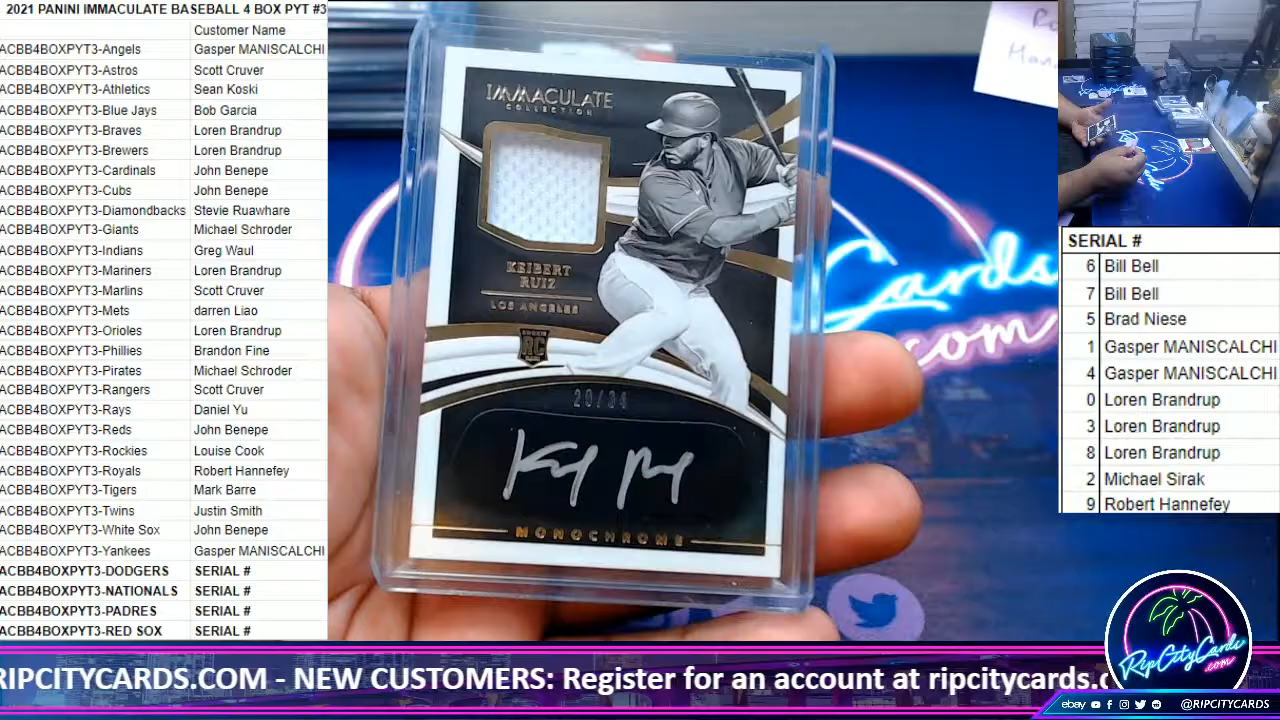 2021 PANINI IMMACULATE BASEBALL 4 BOX PYT #3
Customer Name
ACBB4BOXPYT3-Angels Gasper MANISCALCHI
ACBB4BOXPYT3-Astros Scott Cruver
ACBB4BOXPYT3-Athletics Sean Koski
ACBB4BOXPYT3-Blue Jays Bob Garcia
ACBB4BOXPYT3-Braves Loren Brandrup
ACBB4BOXPYT3-Brewers Loren Brandrup
ACBB4BOXPYT3-Cardinals John Benepe
ACBB4BOXPYT3-Cubs John Benepe
ACBB4BOXPYT3-Diamondbacks Stevie Ruawhare
ACBB4BOXPYT3-Giants Michael Schroder
ACBB4BOXPYT3-Indians Greg Waul
ACBB4BOXPYT3-Mariners Loren Brandrup
ACBB4BOXPYT3-Marlins Scott Cruver
ACBB4BOXPYT3-Mets darren Liao
ACBB4BOXPYT3-Orioles Loren Brandrup
ACBB4BOXPYT3-Phillies Brandon Fine
ACBB4BOXPYT3-Pirates Michael Schroder
ACBB4BOXPYT3-Rangers Scott Cruver
ACBB4BOXPYT3-Rays Daniel Yu
ACBB4BOXPYT3-Reds John Benepe
ACBB4BOXPYT3-Rockies Louise Cook
ACBB4BOXPYT3-Royals Robert Hannefey
ACBB4BOXPYT3-Tigers Mark Barre
ACBB4BOXPYT3-Twins Justin Smith
ACBB4BOXPYT3-White Sox John Benepe
ACBB4BOXPYT3-Yankees Gasper MANISCALCHI
ACBB4BOXPYT3-DODGERS SERIAL #
ACBB4BOXPYT3-NATIONALS SERIAL #
ACBB4BOXPYT3-PADRES SERIAL #
ACBB4BOXPYT3-RED SOX SERIAL #
IMMACULATE
COLLECTION
KEIBERT
RUIZ
LOS ANGELES
RC
20/34
MONOCHROME
Cards
.com
SERIAL #
6 Bill Bell
7 Bill Bell
5 Brad Niese
1 Gasper MANISCALCHI
4 Gasper MANISCALCHI
0 Loren Brandrup
3 Loren Brandrup
8 Loren Brandrup
2 Michael Sirak
9 Robert Hannefey
RIPCITYCARDS.COM - NEW CUSTOMERS: Register for an account at ripcitycards.c
RipCityCards
.com
ebay @RIPCITYCARDS